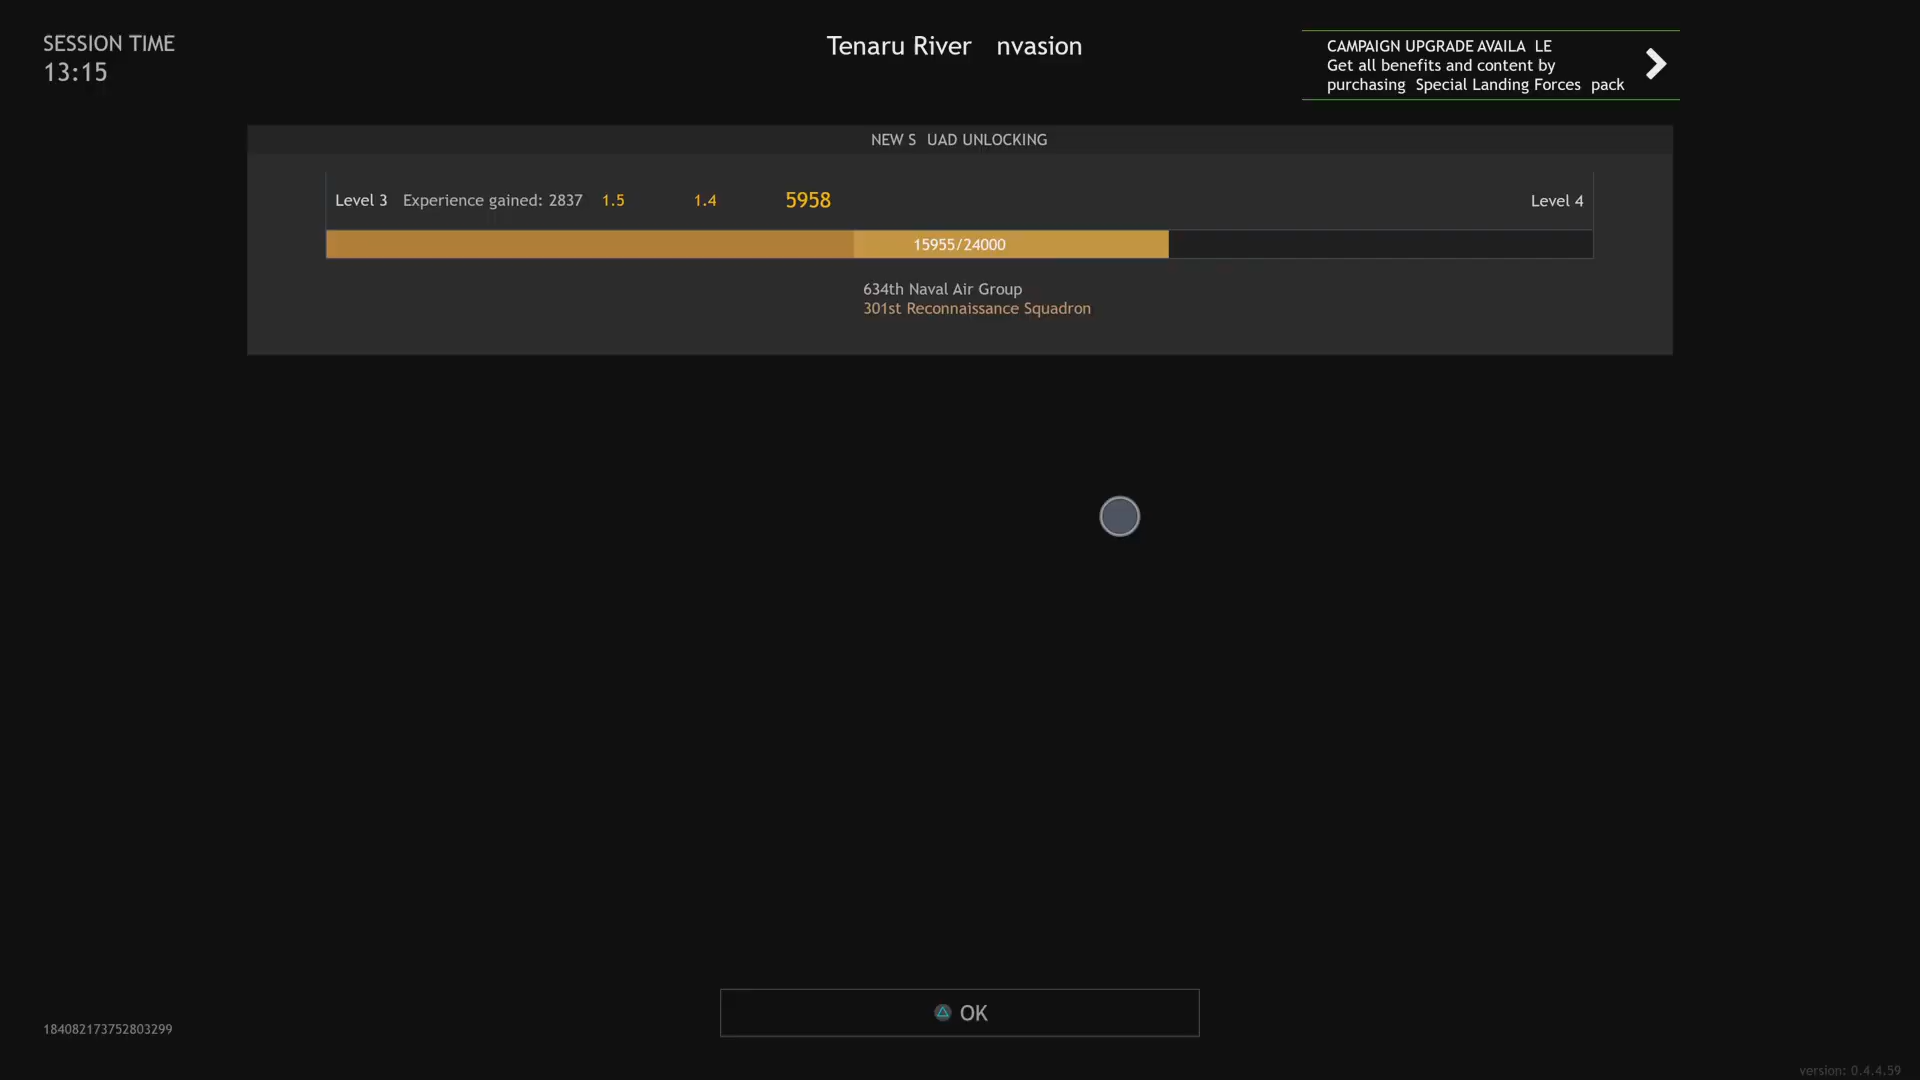 SESSION TIME
13:15
Tenaru River nvasion
CAMPAIGN UPGRADE AVAILA LE
Get all benefits and content by
purchasing Special Landing Forces pack
NEW S UAD UNLOCKING
Level 3 Experience gained: 2837 1.5 1.4 5958 Level 4
15955/24000
634th Naval Air Group
301st Reconnaissance Squadron
OK
184082173752803299
version: 0.4.4.59